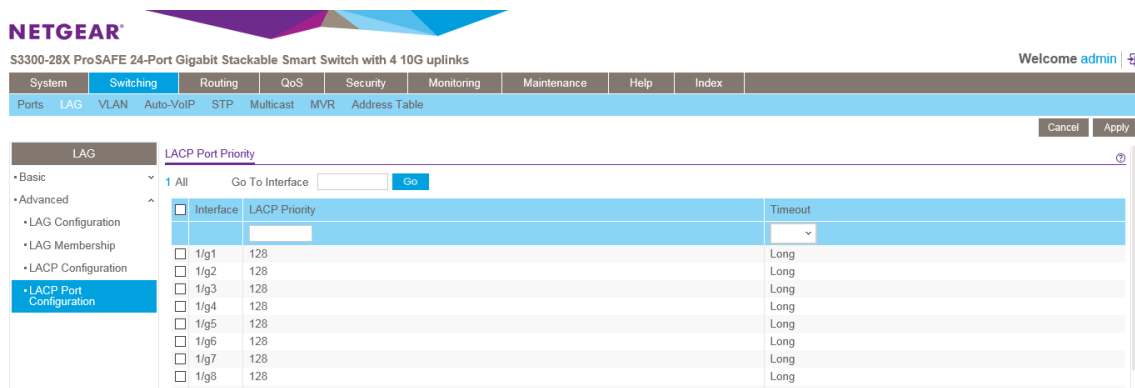 NETGEAR®
S3300-28X ProSAFE 24-Port Gigabit Stackable Smart Switch with 4 10G uplinks
Welcome admin
System Switching Routing QoS Security Monitoring Maintenance Help Index
Ports LAG VLAN Auto-VoIP STP Multicast MVR Address Table
Cancel Apply
LAG
• Basic
• Advanced
• LAG Configuration
• LAG Membership
• LACP Configuration
• LACP Port
Configuration
LACP Port Priority
?
1 All Go To Interface Go
Interface LACP Priority Timeout
1/g1 128 Long
1/g2 128 Long
1/g3 128 Long
1/g4 128 Long
1/g5 128 Long
1/g6 128 Long
1/g7 128 Long
1/g8 128 Long